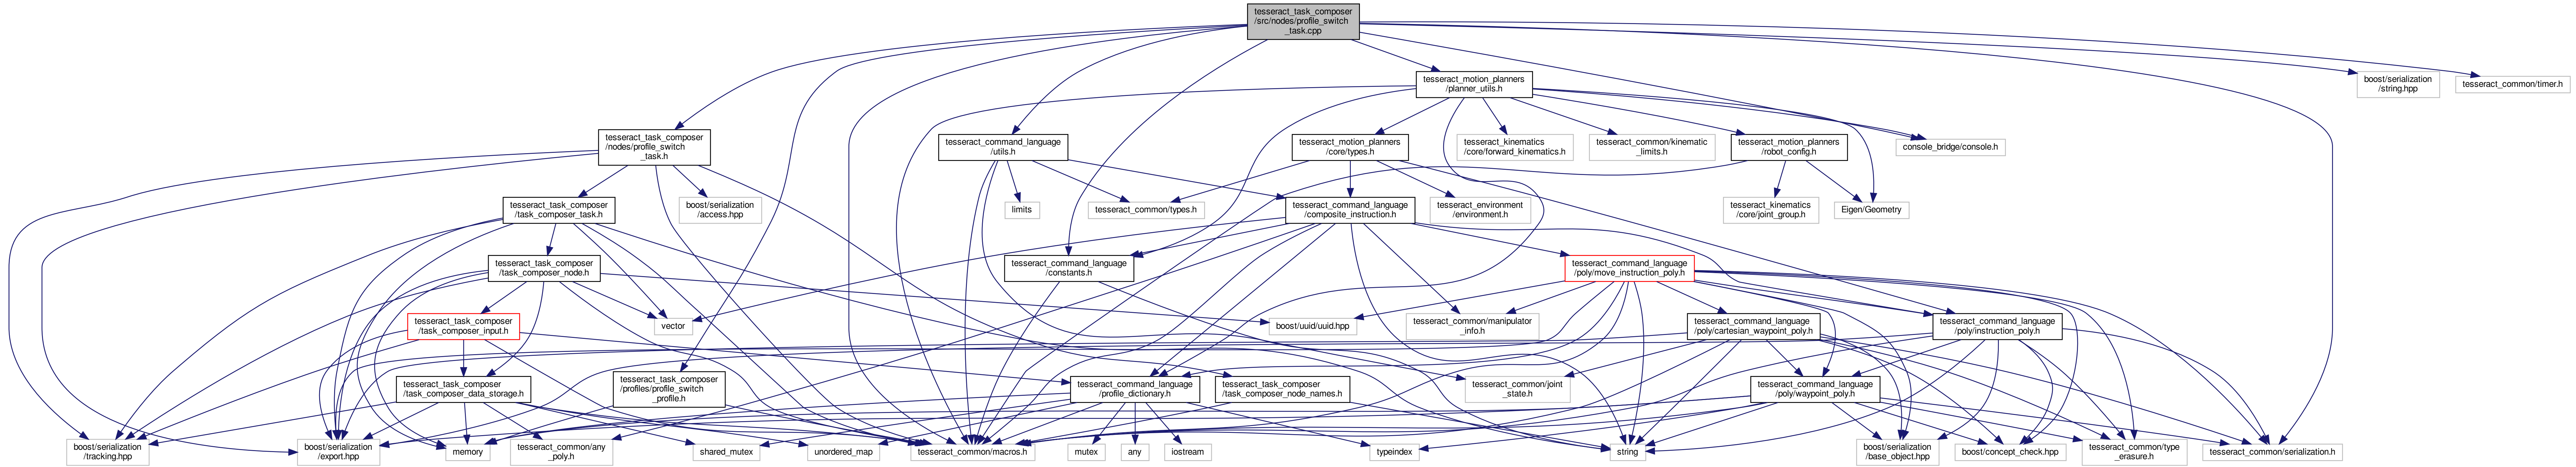 tesseract_task_composer
/src/nodes/profile_switch
_task.cpp
tesseract_motion_planners
/planner_utils.h
boost/serialization
/string.hpp
tesseract_common/timer.h
tesseract_task_composer
/nodes/profile_switch
_task.h
tesseract_command_language
/utils.h
tesseract_motion_planners
/core/types.h
tesseract_kinematics
/core/forward_kinematics.h
tesseract_common/kinematic
_limits.h
tesseract_motion_planners
/robot_config.h
console_bridge/console.h
tesseract_task_composer
/task_composer_task.h
boost/serialization
/access.hpp
limits
tesseract_common/types.h
tesseract_command_language
/composite_instruction.h
tesseract_environment
/environment.h
tesseract_kinematics
/core/joint_group.h
Eigen/Geometry
tesseract_task_composer
/task_composer_node.h
tesseract_command_language
/constants.h
tesseract_command_language
/poly/move_instruction_poly.h
tesseract_task_composer
/task_composer_input.h
vector
boost/uuid/uuid.hpp
tesseract_common/manipulator
_info.h
tesseract_command_language
/poly/cartesian_waypoint_poly.h
tesseract_command_language
/poly/instruction_poly.h
tesseract_task_composer
/task_composer_data_storage.h
tesseract_task_composer
/profiles/profile_switch
_profile.h
tesseract_command_language
/profile_dictionary.h
tesseract_task_composer
/task_composer_node_names.h
tesseract_common/joint
_state.h
tesseract_command_language
/poly/waypoint_poly.h
boost/serialization
/tracking.hpp
boost/serialization
/export.hpp
memory
tesseract_common/any
_poly.h
shared_mutex
unordered_map
tesseract_common/macros.h
mutex
any
iostream
typeindex
string
boost/serialization
/base_object.hpp
boost/concept_check.hpp
tesseract_common/type
_erasure.h
tesseract_common/serialization.h